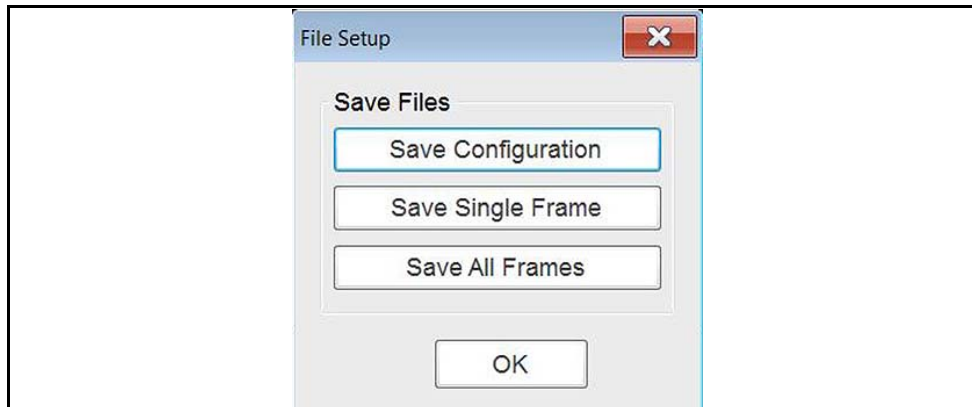 File Setup
Save Files
Save Configuration
Save Single Frame
Save All Frames
OK